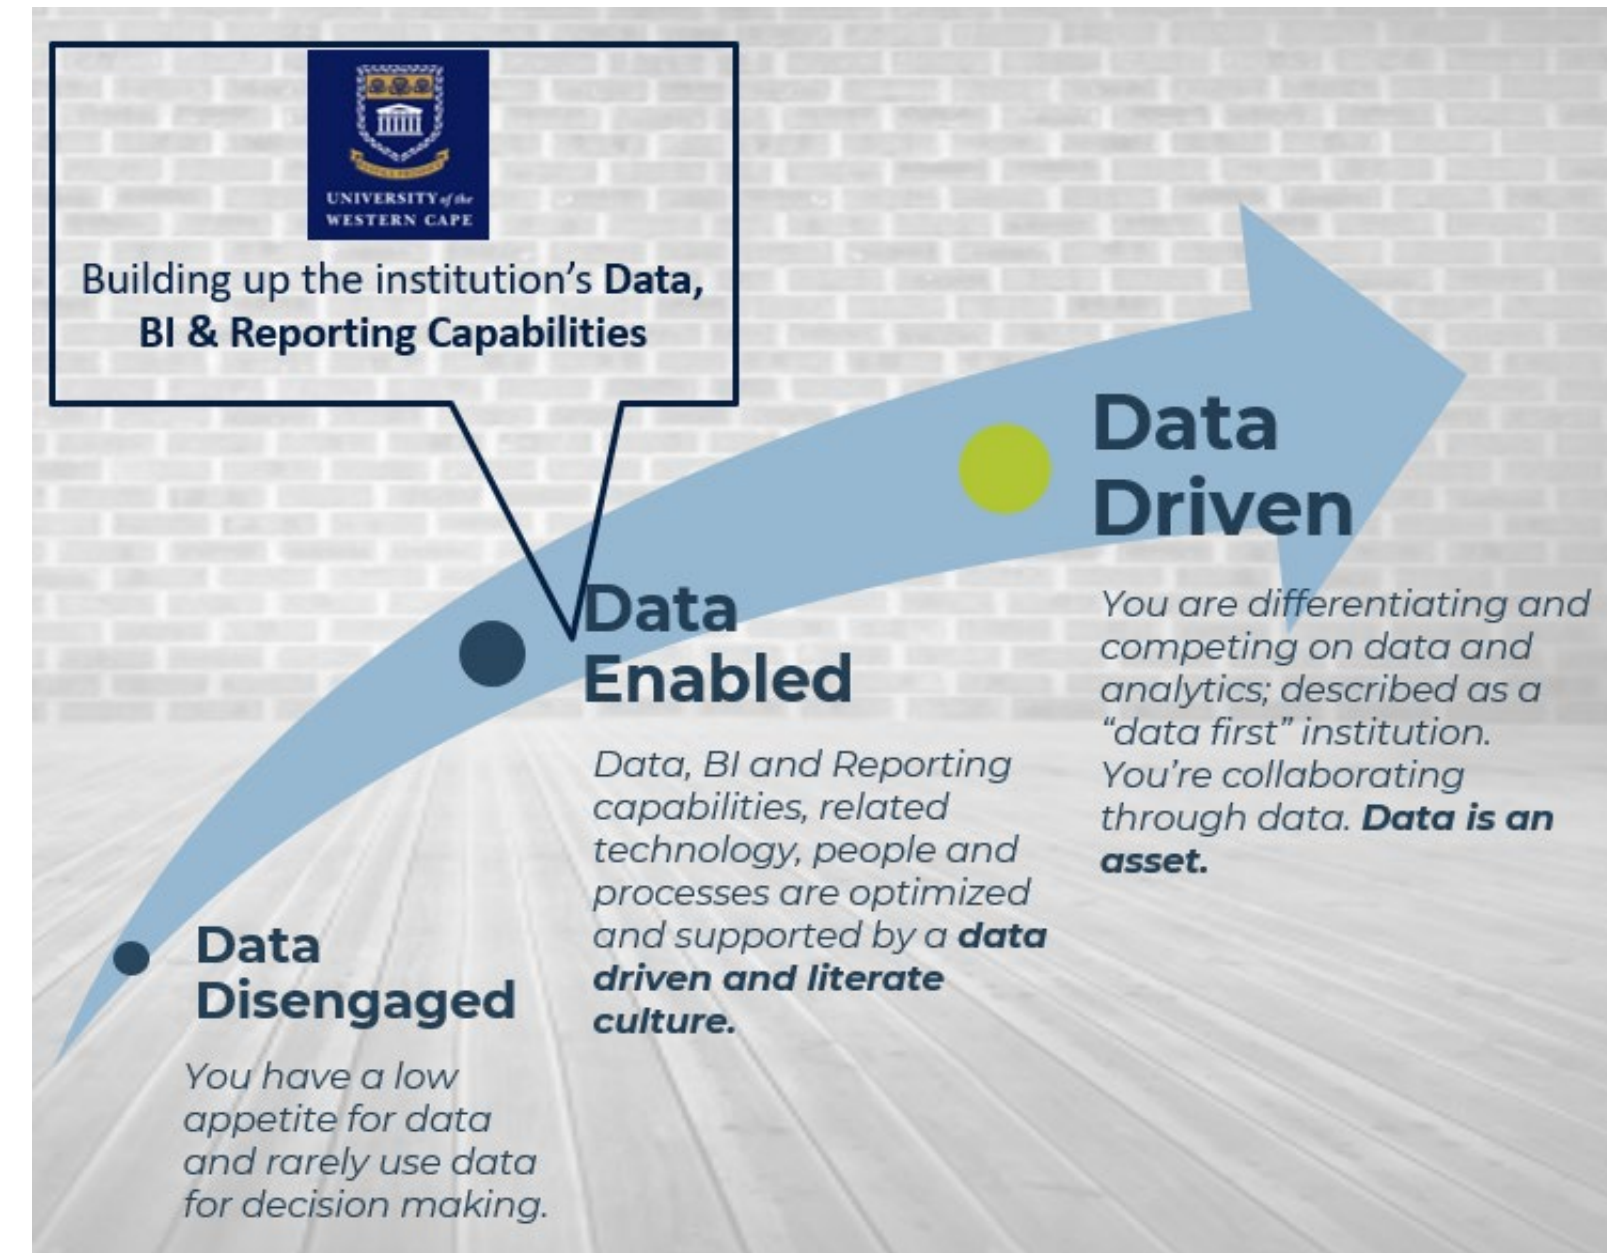 UNIVERSITY of the
WESTERN CAPE
Building up the institution's Data,
BI & Reporting Capabilities
Data
Driven
You are differentiating and
competing on data and
analytics; described as a
“data first” institution.
You're collaborating
through data. Data is an
asset.
Data
Enabled
Data, BI and Reporting
capabilities, related
technology, people and
processes are optimized
and supported by a data
driven and literate
culture.
Data
Disengaged
You have a low
appetite for data
and rarely use data
for decision making.